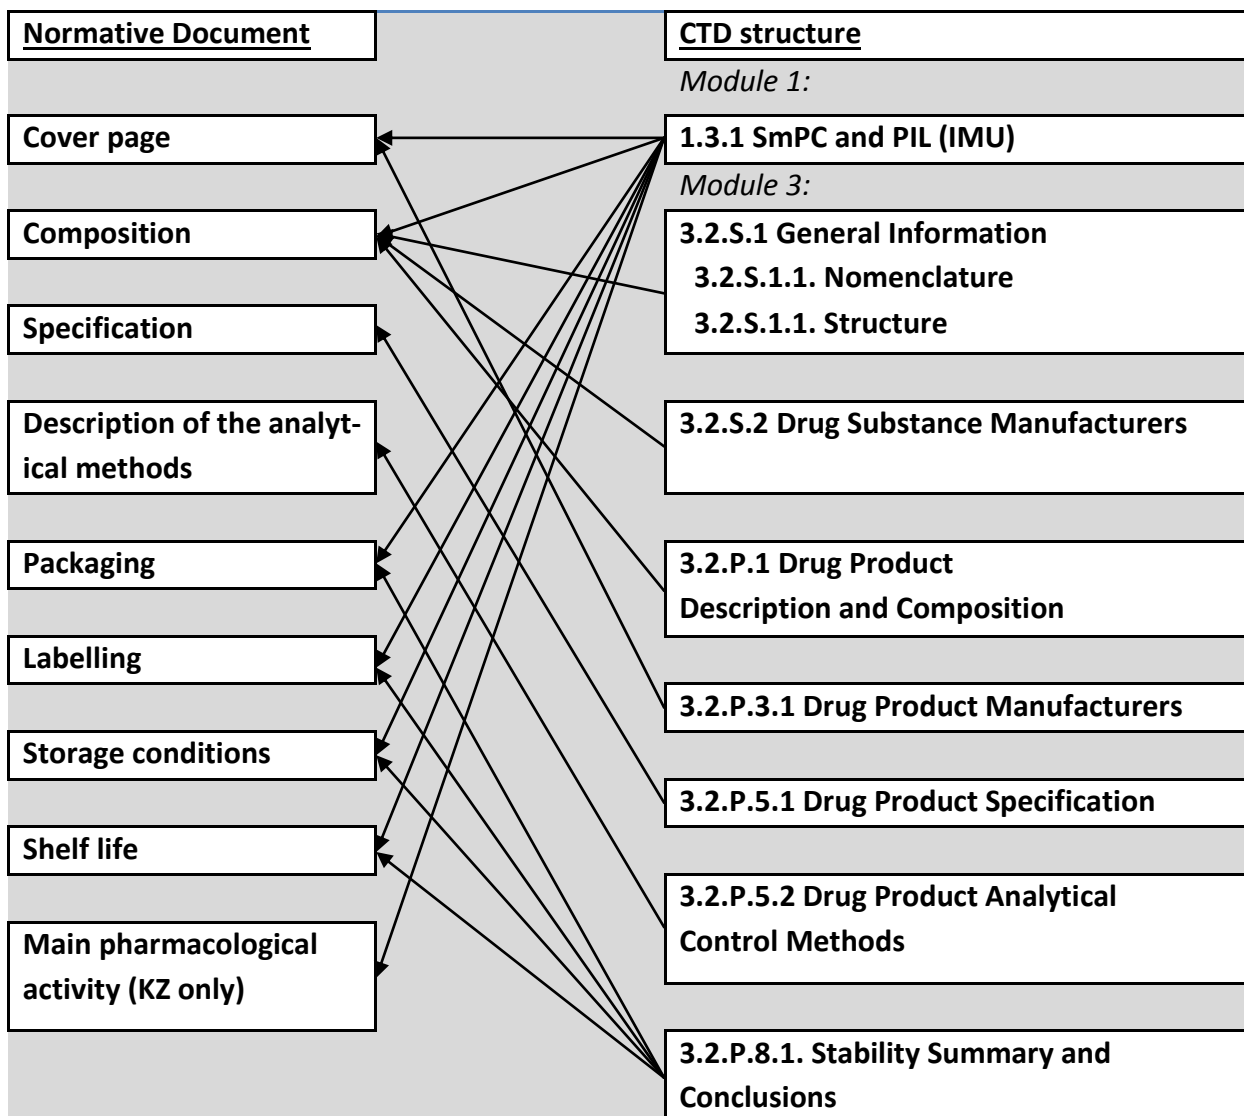 Normative Document
Cover page
Composition
Specification
Description of the analyt-
ical methods
Packaging
Labelling
Storage conditions
Shelf life
Main pharmacological
activity (KZ only)
CTD structure
Module 1:
1.3.1 SmPC and PIL (IMU)
Module 3:
3.2.S.1 General Information
3.2.S.1.1. Nomenclature
3.2.S.1.1. Structure
3.2.S.2 Drug Substance Manufacturers
3.2.P.1 Drug Product
Description and Composition
3.2.P.3.1 Drug Product Manufacturers
3.2.P.5.1 Drug Product Specification
3.2.P.5.2 Drug Product Analytical
Control Methods
3.2.P.8.1. Stability Summary and
Conclusions